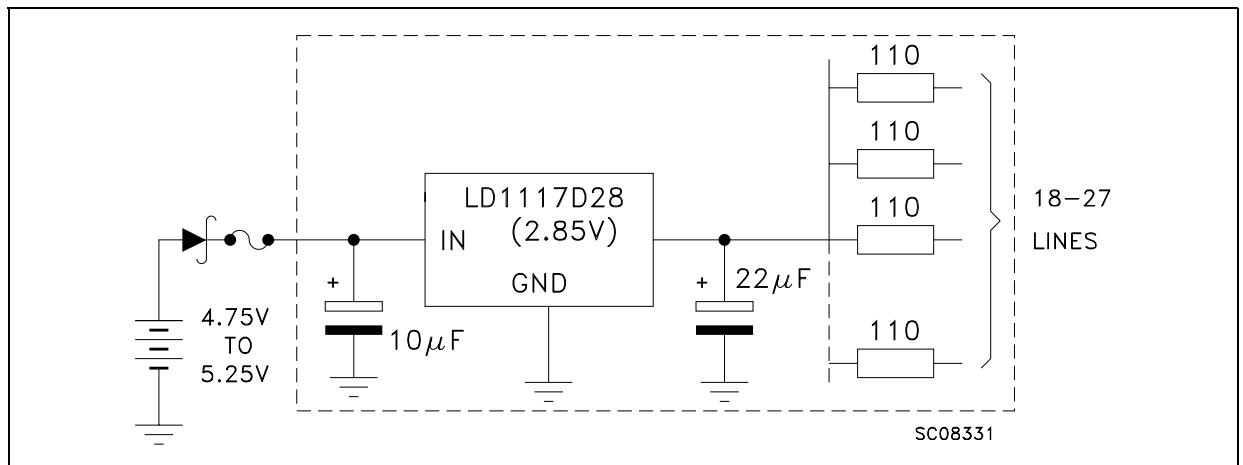 110
110
110
110
18-27
LINES
LD1117D28
(2.85V)
IN
GND
+
10μF
+
22μF
4.75V
TO
5.25V
SC08331